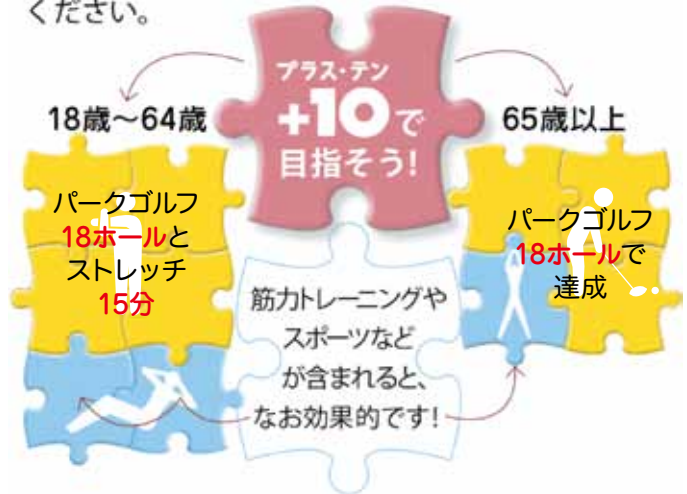 ください。
プラス・テン
+10で
目指そう!
18歳～64歳
65歳以上
パークゴルフ
18ホールと
ストレッチ
15分
パークゴルフ
18ホールで
達成
筋力トレーニングや
スポーツなど
が含まれると、
なお効果的です!